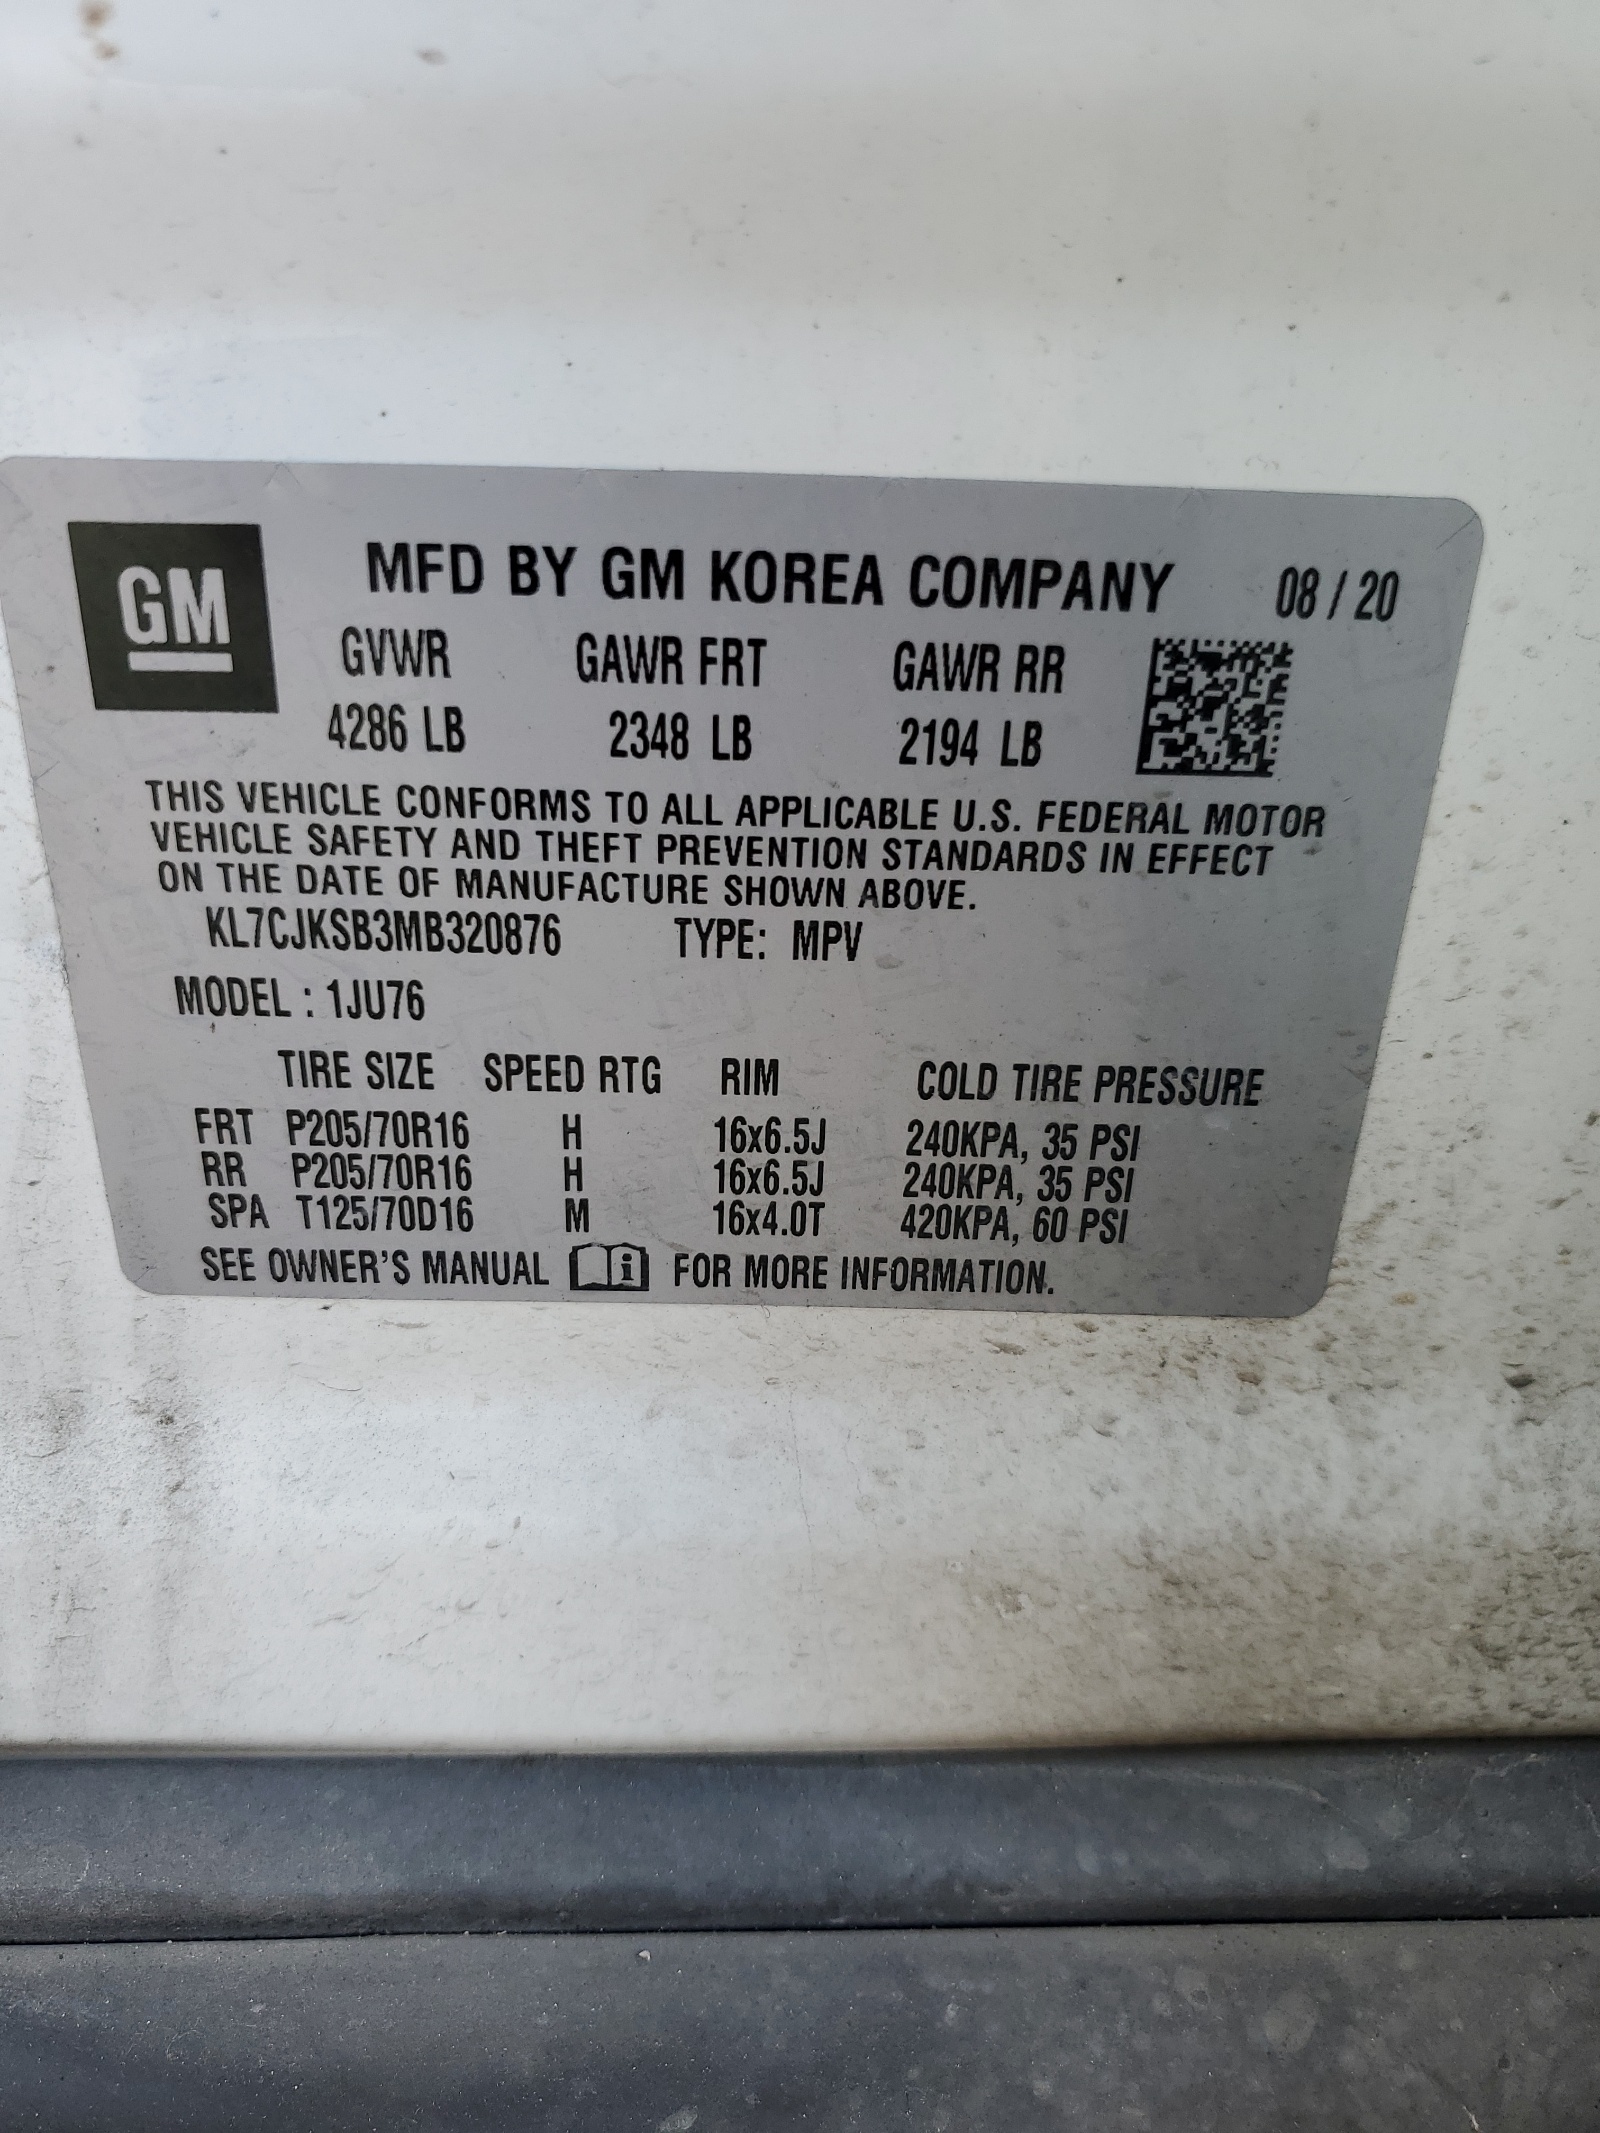 GM
MFD BY GM KOREA COMPANY 08 / 20
GVWR GAWR FRT GAWR RR
4286 LB 2348 LB 2194 LB
THIS VEHICLE CONFORMS TO ALL APPLICABLE U.S. FEDERAL MOTOR
VEHICLE SAFETY AND THEFT PREVENTION STANDARDS IN EFFECT
ON THE DATE OF MANUFACTURE SHOWN ABOVE.
KL7CJKSB3MB320876 TYPE: MPV
MODEL : 1JU76
TIRE SIZE SPEED RTG RIM COLD TIRE PRESSURE
FRT P205/70R16 H 16x6.5J 240KPA, 35 PSI
RR P205/70R16 H 16x6.5J 240KPA, 35 PSI
SPA T125/70D16 M 16x4.0T 420KPA, 60 PSI
SEE OWNER'S MANUAL i FOR MORE INFORMATION.